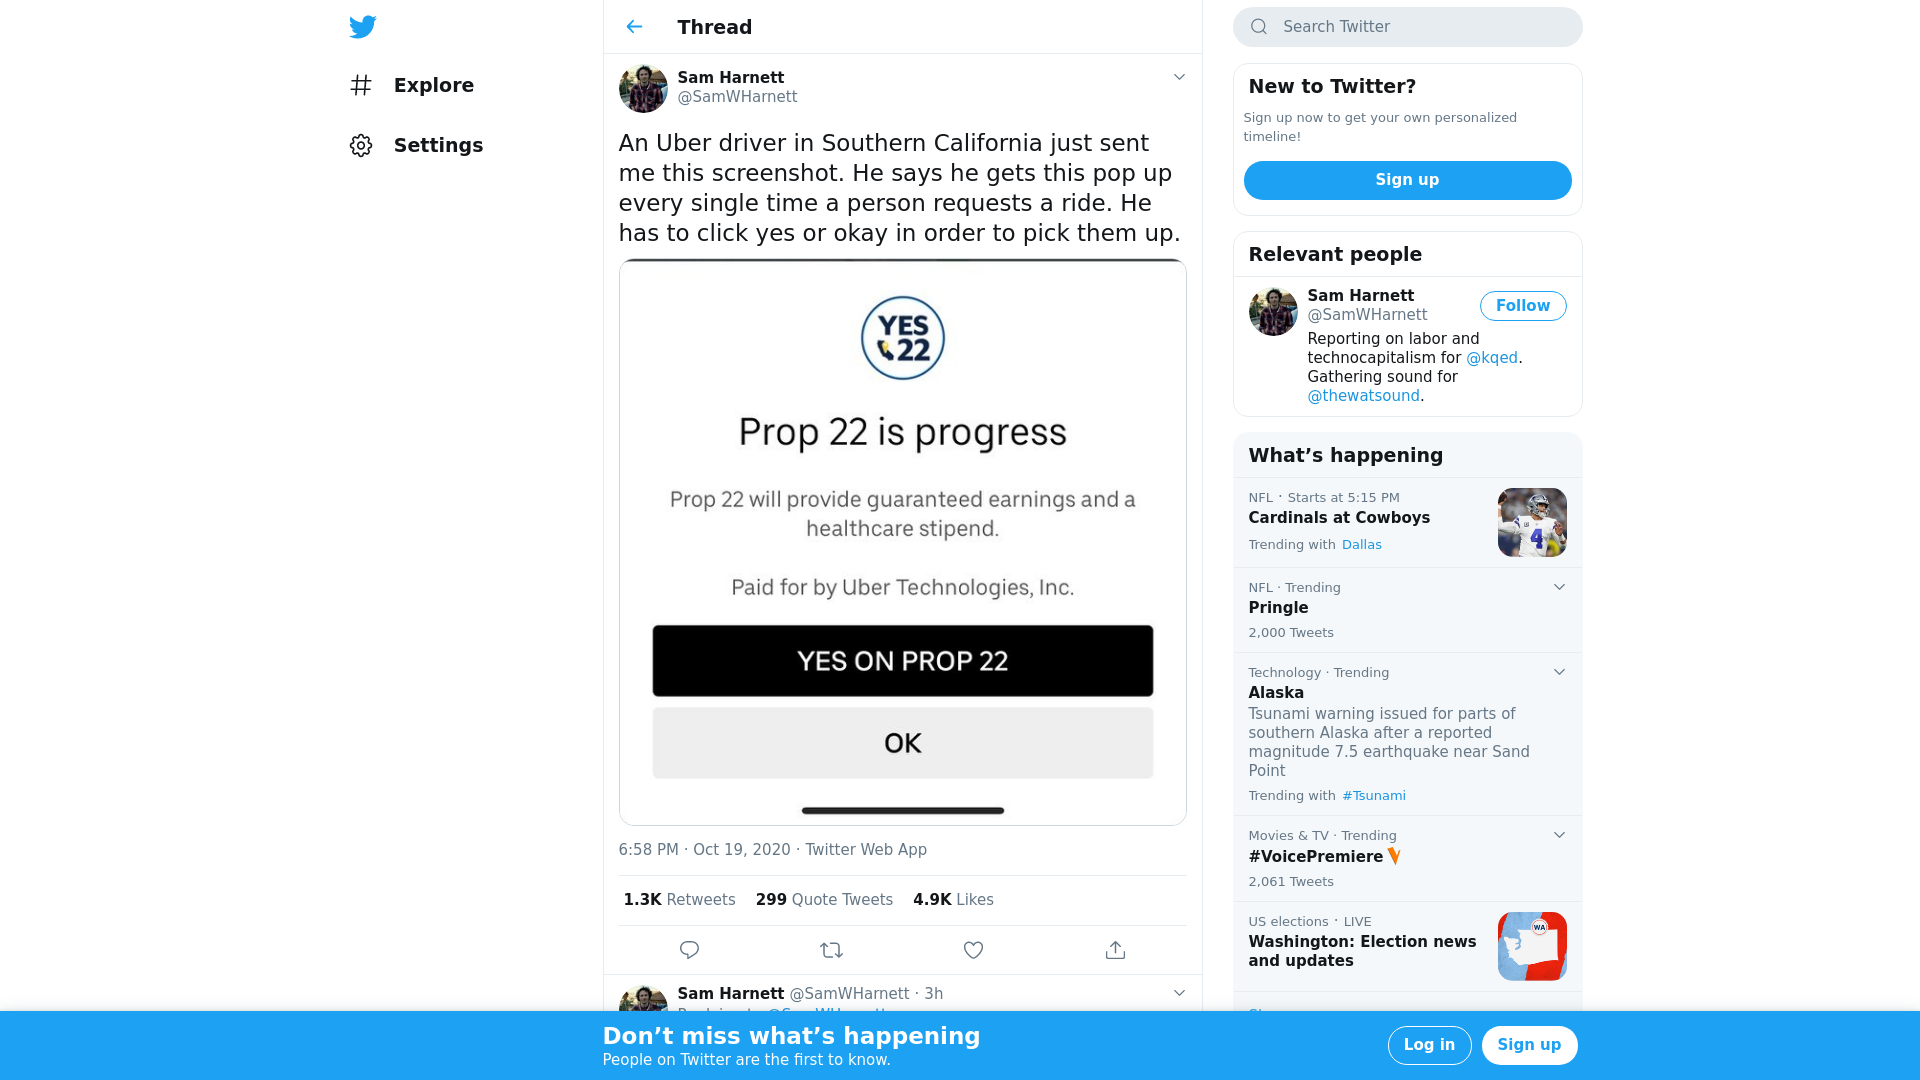 Explore
Settings
Thread
Sam Harnett
@SamWHarnett
An Uber driver in Southern California just sent
me this screenshot. He says he gets this pop up
every single time a person requests a ride. He
has to click yes or okay in order to pick them up.
YES
22
Prop 22 is progress
Prop 22 will provide guaranteed earnings and a
healthcare stipend.
Paid for by Uber Technologies, Inc.
YES ON PROP 22
OK
6:58 PM · Oct 19, 2020 · Twitter Web App
1.3K Retweets 299 Quote Tweets 4.9K Likes
Sam Harnett @SamWHarnett · 3h
Search Twitter
New to Twitter?
Sign up now to get your own personalized
timeline!
Sign up
Relevant people
Sam Harnett
@SamWHarnett
Follow
Reporting on labor and
technocapitalism for @kqed.
Gathering sound for
@thewatsound.
What’s happening
NFL · Starts at 5:15 PM
Cardinals at Cowboys
Trending with Dallas
4
NFL · Trending
Pringle
2,000 Tweets
Technology · Trending
Alaska
Tsunami warning issued for parts of
southern Alaska after a reported
magnitude 7.5 earthquake near Sand
Point
Trending with #Tsunami
Movies & TV · Trending
#VoicePremiere
2,061 Tweets
US elections · LIVE
Washington: Election news
and updates
WA
Don’t miss what’s happening
People on Twitter are the first to know.
Log in
Sign up